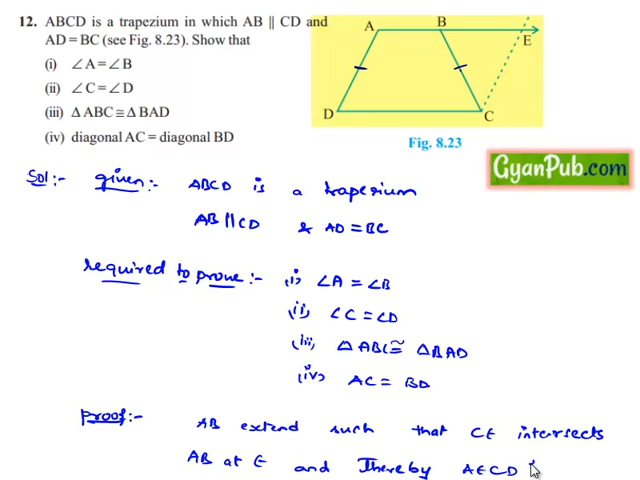 12. ABCD is a trapezium in which AB || CD and
AD = BC (see Fig. 8.23). Show that
(i) ∠A = ∠B
(ii) ∠C = ∠D
(iii) Δ ABC ≅ Δ BAD
(iv) diagonal AC = diagonal BD
A
B
E
D
C
Fig. 8.23
GyanPub.com
Sol:- given:- ABCD is a trapezium
AB || CD & AD = BC
required to prove:- (i) ∠A = ∠B
(ii) ∠C = ∠D
(iii) Δ ABC ≅ Δ BAD
(iv) AC = BD
Proof:- AB extend such that CE intersects
AB at E and Thereby AECD